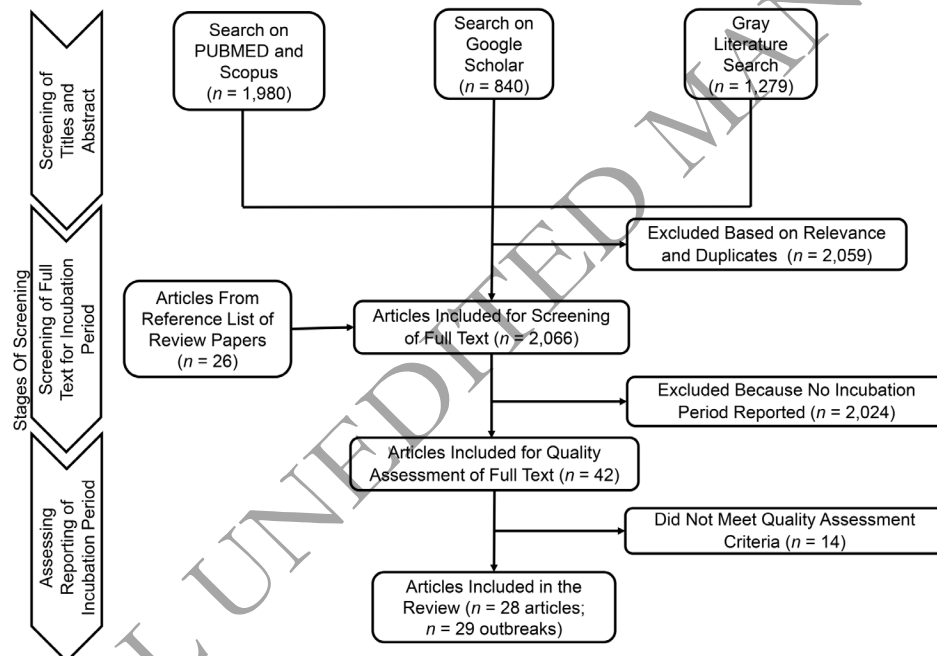 Search on
PUBMED and
Scopus
(n = 1,980)
Search on
Google
Scholar
(n = 840)
Gray
Literature
Search
(n = 1,279)
Screening of
Titles and
Abstract
Excluded Based on Relevance
and Duplicates (n = 2,059)
Stages Of Screening
Screening of Full
Text for Incubation
Period
Articles From
Reference List of
Review Papers
(n = 26)
Articles Included for Screening
of Full Text (n = 2,066)
Excluded Because No Incubation
Period Reported (n = 2,024)
Articles Included for Quality
Assessment of Full Text (n = 42)
Assessing
Reporting of
Incubation Period
Did Not Meet Quality Assessment
Criteria (n = 14)
Articles Included in the
Review (n = 28 articles;
n = 29 outbreaks)
L UNEDITED MAN